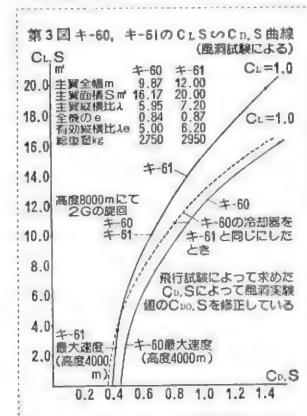 第3図 キ-60, キ-61のCLS∽CD,S曲線
(風洞試験による)
CL,S
㎡
キ-60 キ-61
主翼全幅m 9.87 12.00
主翼面積S㎡ 16.17 20.00
主翼縦横比λ 5.95 7.20
全機のe 0.84 0.87
有効縦横比λe 5.00 6.20
総重量kg 2750 2950
CL=1.0
CL=1.0
20.0
18.0
16.0
14.0
12.0
10.0
8.0
6.0
4.0
2.0
キ-61
高度8000mにて
2Gの旋回
キ-60
キ-61
キ-60
キ-60の冷却器を
キ-61と同じにした
とき
飛行試験によって求めた
CD,Sによって風洞実験
値のCD,Sを修正している
キ-61
最大速度
(高度4000
m)
キ-60最大速度
(高度4000m)
0.2 0.4 0.6 0.8 1.0 1.2 1.4
CD,S